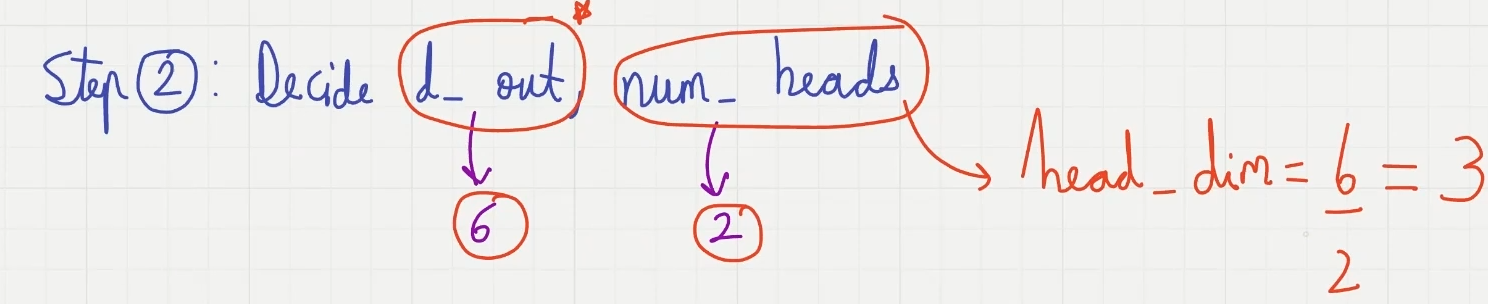 Step 2: Decide d_out, num_heads
6
2
head_dim = 6/2 = 3